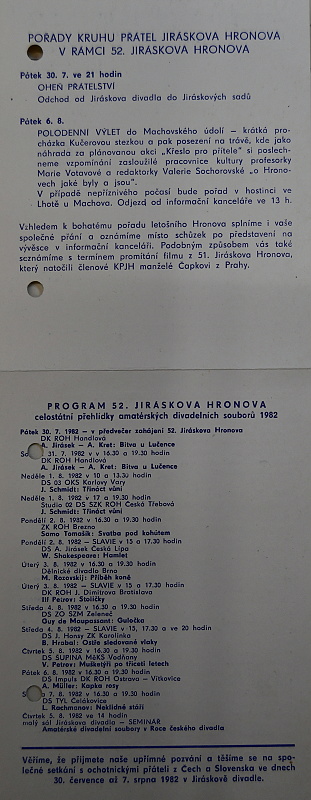 POŘADY KRUHU PŘÁTEL JIRÁSKOVA HRONOVA
V RÁMCI 52. JIRÁSKOVA HRONOVA
Pátek 30. 7. ve 21 hodin
OHEŇ PŘÁTELSTVÍ
Odchod od Jiráskova divadla do Jiráskových sadů
Pátek 6. 8.
POLODENNÍ VÝLET do Machovského údolí – krátká pro-
cházka Kučerovou stezkou a pak posezení na trávě, kde jako
náhrada za plánovanou akci „Křeslo pro přítele" si poslech-
neme vzpomínání zasloužilé pracovnice kultury profesorky
Marie Votavové a redaktorky Valerie Sochorovské „o Hrono-
vech jaké byly a jsou".
V případě nepříznivého počasí bude pořad v hostinci ve
Lhotě u Machova. Odjezd od informační kanceláře ve 13 h.
Vzhledem k bohatému pořadu letošního Hronova splníme i vaše
společné přání a oznámíme místo schůzek po představení na
vývěsce v informační kanceláři. Podobným způsobem vás také
seznámíme s termínem promítání filmu z 51. Jiráskova Hronova,
který natočili členové KPJH manželé Čapkovi z Prahy.
PROGRAM 52. JIRÁSKOVA HRONOVA
celostátní přehlídky amatérských divadelních souborů 1982
Pátek 30. 7. 1982 – v předvečer zahájení 52. Jiráskova Hronova
DK ROH Handlová
A. Jirásek – A. Kret: Bitva u Lučence
31. 7. 1982 v v 16.30 a 19.30 hodin
DK ROH Handlová
A. Jirásek – A. Kret: Bitva u Lučence
Neděle 1. 8. 1982 v 10 a 13.30 hodin
DS 03 OKS Karlovy Vary
J. Schmidt: Třináct vůní
Neděle 1. 8. 1982 v 17 a 19.30 hodin
Studio 02 DS SZK ROH Česká Třebová
J. Schmidt: Třináct vůní
Pondělí 2. 8. 1982 v 16.30 a 19.30 hodin
ZK ROH Brezno
Samo Tomašík: Svatba pod kohútem
Pondělí 2. 8. 1982 – SLAVIE v 15 a 17.30 hodin
DS A. Jirásek Česká Lípa
W. Shakespeare: Hamlet
Úterý 3. 8. 1982 v 16.30 a 19.30 hodin
Dělnické divadlo Brno
M. Rozovskij: Příběh koně
Úterý 3. 8. 1982 – SLAVIE v 15 a 17.30 hodin
DK ROH J. Dimitrova Bratislava
Ilf Petrov: Stoličky
Středa 4. 8. 1982 v 16.30 a 19.30 hodin
DS ZO SZM Zeleneč
Guy de Maupassant: Guločka
Středa 4. 8. 1982 – SLAVIE v 15, 17.30 a ve 20 hodin
DS J. Honsy ZK Karolinka
B. Hrabal: Ostře sledované vlaky
Čtvrtek 5. 8. 1982 v 16.30 a 19.30 hodin
DS ŠUPINA MěKS Vodňany
V. Petrov: Mušketýři po třiceti letech
Pátek 6. 8. 1982 v 16.30 a 19.30 hodin
DS Impuls DK ROH Ostrava – Vítkovice
A. Müller: Kapka rosy
7. 8. 1982 v 16.30 a 19.30 hodin
DS TYL Čelákovice
L. Rachmanov: Neklidné stáří
Čtvrtek 5. 8. 1982 ve 14 hodin
malý sál Jiráskova divadla – SEMINÁŘ
Amatérské divadelní soubory v Roce českého divadla
Věříme, že přijmete naše upřímné pozvání a těšíme se na spo-
lečné setkání s ochotnickými přáteli z Čech a Slovenska ve dnech
30. července až 7. srpna 1982 v Jiráskově divadle.